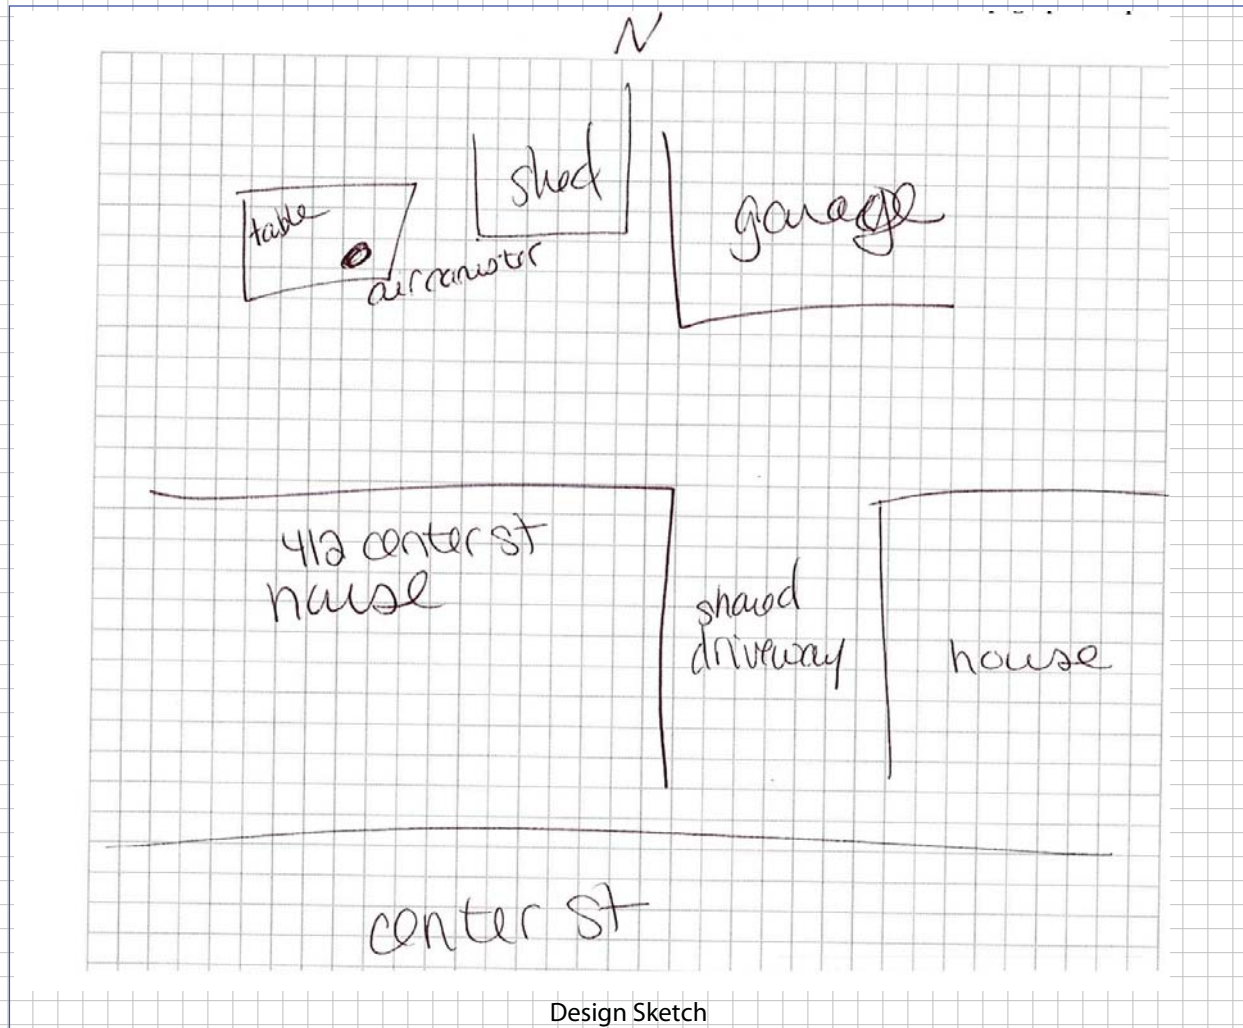 N
shed
table
garage
air canister
412 center st
house
shared
driveway
house
center st
Design Sketch